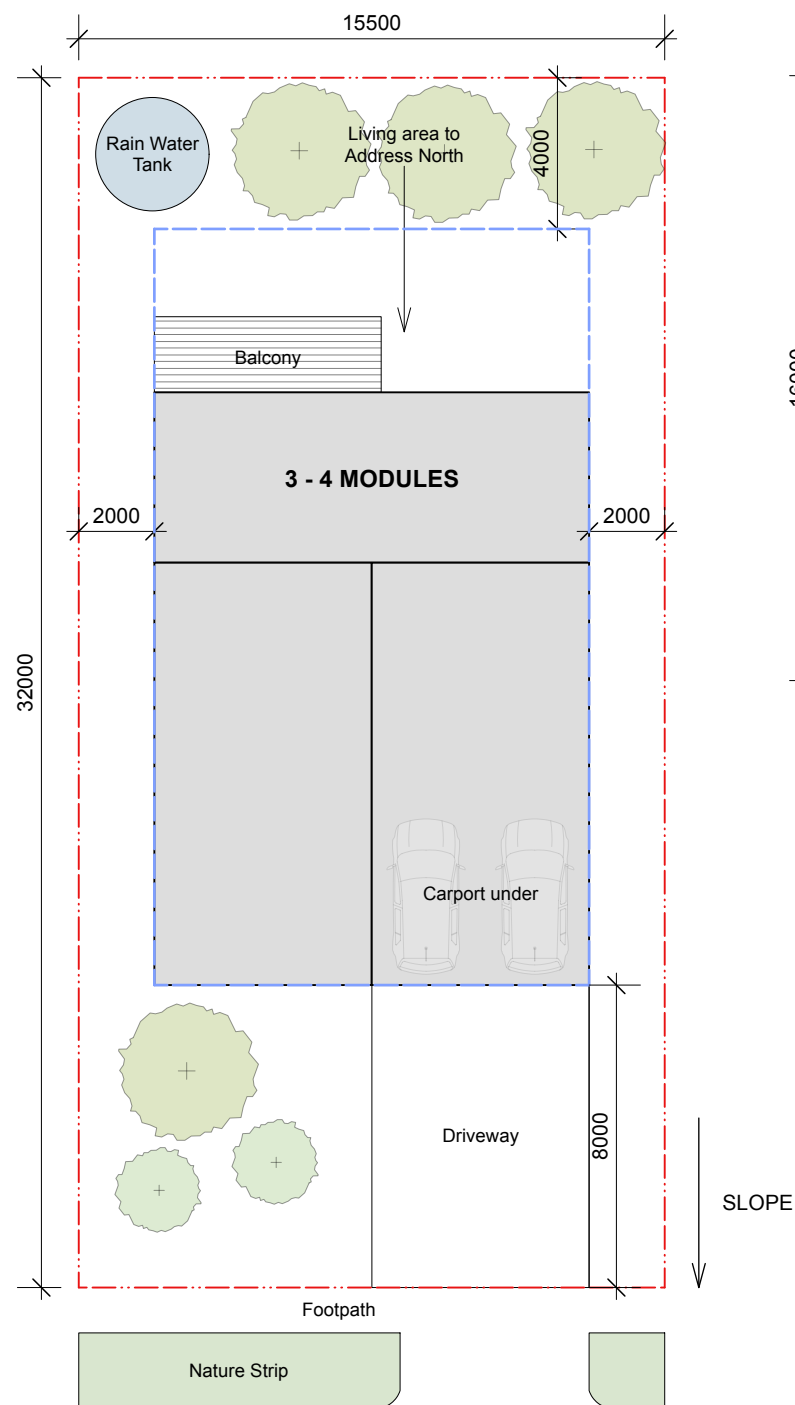 15500
Rain Water
Tank
Living area to
Address North
4000
Balcony
3 - 4 MODULES
2000
2000
32000
Carport under
Driveway
8000
SLOPE
Footpath
Nature Strip